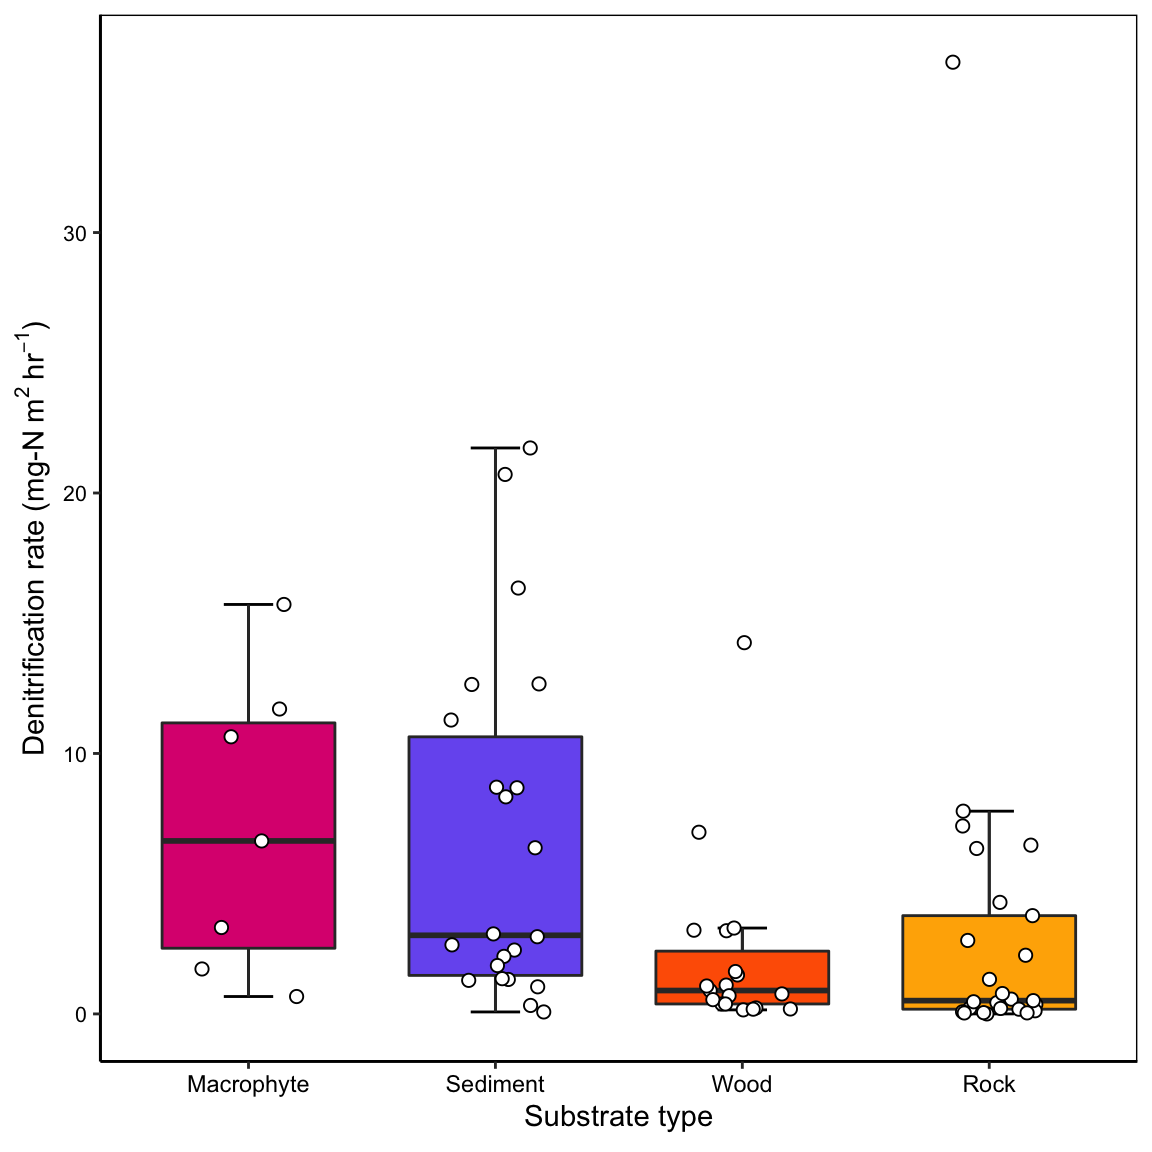 Denitrification rate (mg-N m² hr⁻¹)
30
20
10
0
Macrophyte Sediment Wood Rock
Substrate type